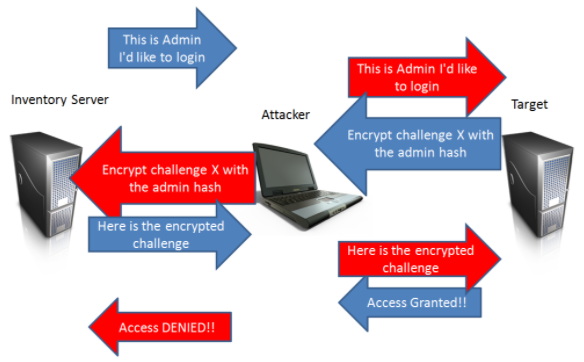 This is Admin
I'd like to login
This is Admin I'd like
to login
Inventory Server
Attacker
Target
Encrypt challenge X with
the admin hash
Encrypt challenge X with
the admin hash
Here is the encrypted
challenge
Here is the encrypted
challenge
Access Granted!!
Access DENIED!!